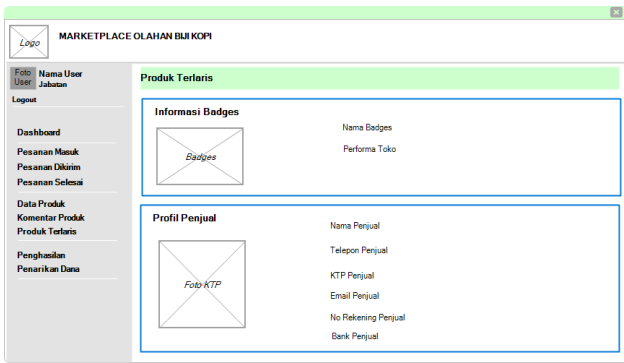 Logo
MARKETPLACE OLAHAN BIJI KOPI
Foto User
Nama User
Jabatan
Logout
Dashboard
Pesanan Masuk
Pesanan Dikirim
Pesanan Selesai
Data Produk
Komentar Produk
Produk Terlaris
Penghasilan
Penarikan Dana
Produk Terlaris
Informasi Badges
Badges
Nama Badges
Performa Toko
Profil Penjual
Foto KTP
Nama Penjual
Telepon Penjual
KTP Penjual
Email Penjual
No Rekening Penjual
Bank Penjual